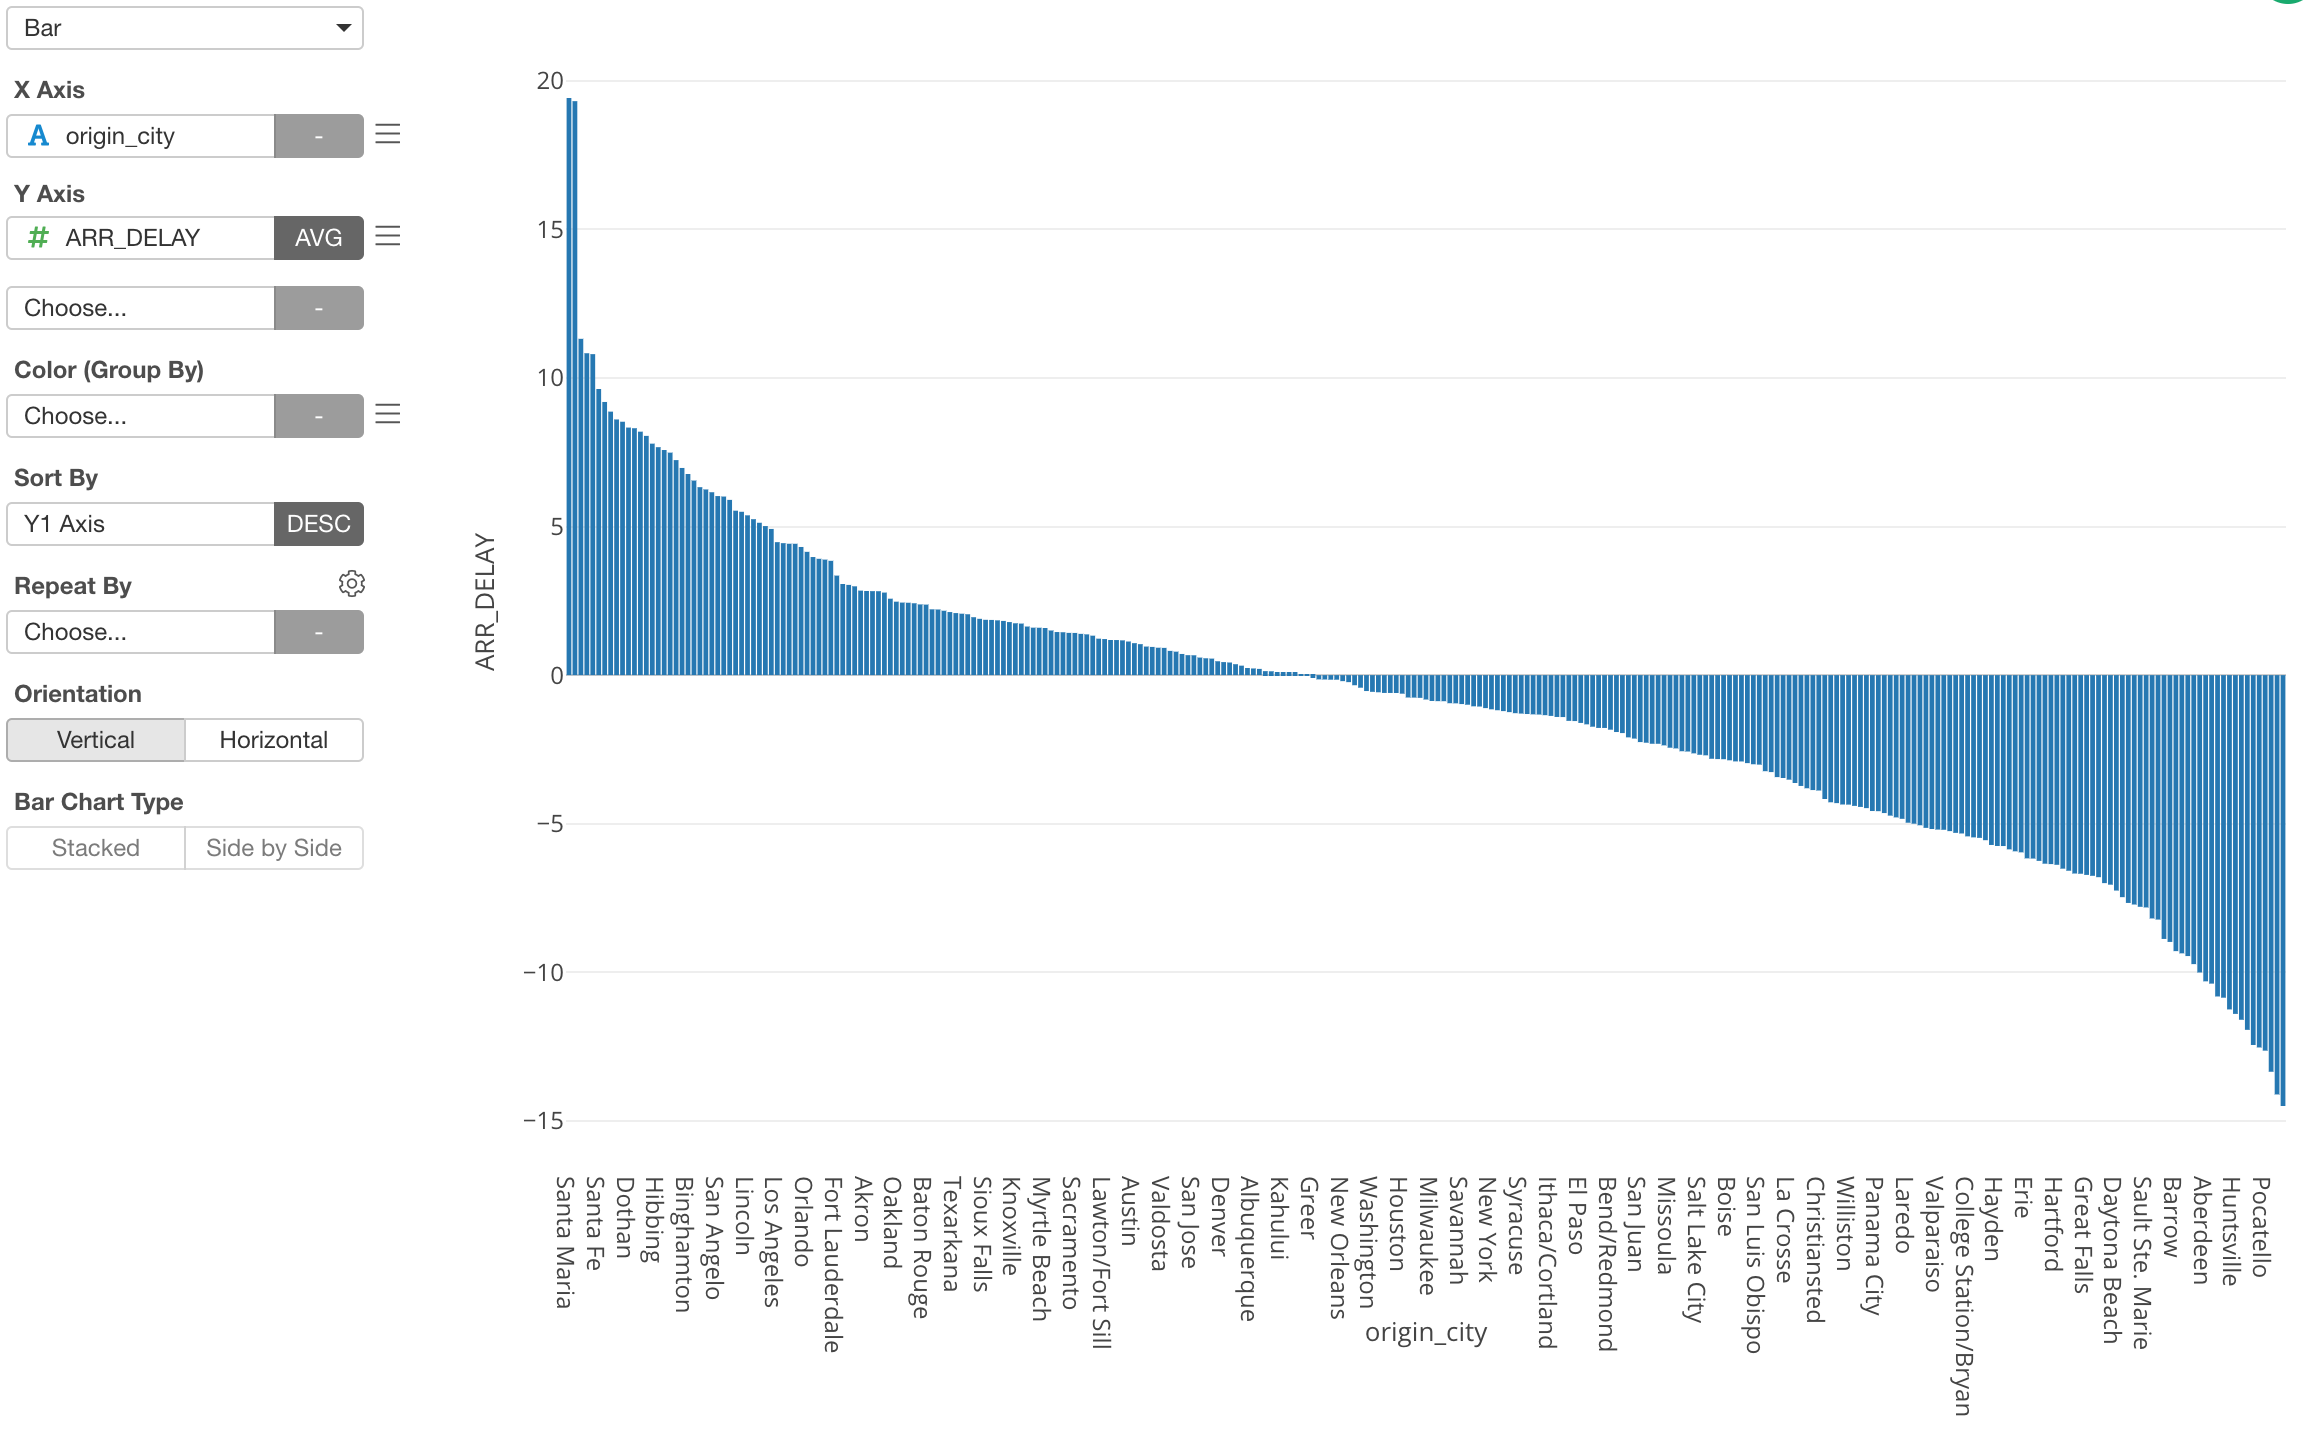 Bar
X Axis
A origin_city -
Y Axis
# ARR_DELAY AVG
Choose... -
Color (Group By)
Choose... -
Sort By
Y1 Axis DESC
Repeat By
Choose... -
Orientation
Vertical Horizontal
Bar Chart Type
Stacked Side by Side
20
15
10
5
0
−5
−10
−15
ARR_DELAY
Santa Maria
Santa Fe
Dothan
Hibbing
Binghamton
San Angelo
Lincoln
Los Angeles
Orlando
Fort Lauderdale
Akron
Oakland
Baton Rouge
Texarkana
Sioux Falls
Knoxville
Myrtle Beach
Sacramento
Lawton/Fort Sill
Austin
Valdosta
San Jose
Denver
Albuquerque
Kahului
Greer
New Orleans
Washington
Houston
Milwaukee
Savannah
New York
Syracuse
Ithaca/Cortland
El Paso
Bend/Redmond
San Juan
Missoula
Salt Lake City
Boise
San Luis Obispo
La Crosse
Christiansted
Williston
Panama City
Laredo
Valparaiso
College Station/Bryan
Hayden
Erie
Hartford
Great Falls
Daytona Beach
Sault Ste. Marie
Barrow
Aberdeen
Huntsville
Pocatello
origin_city